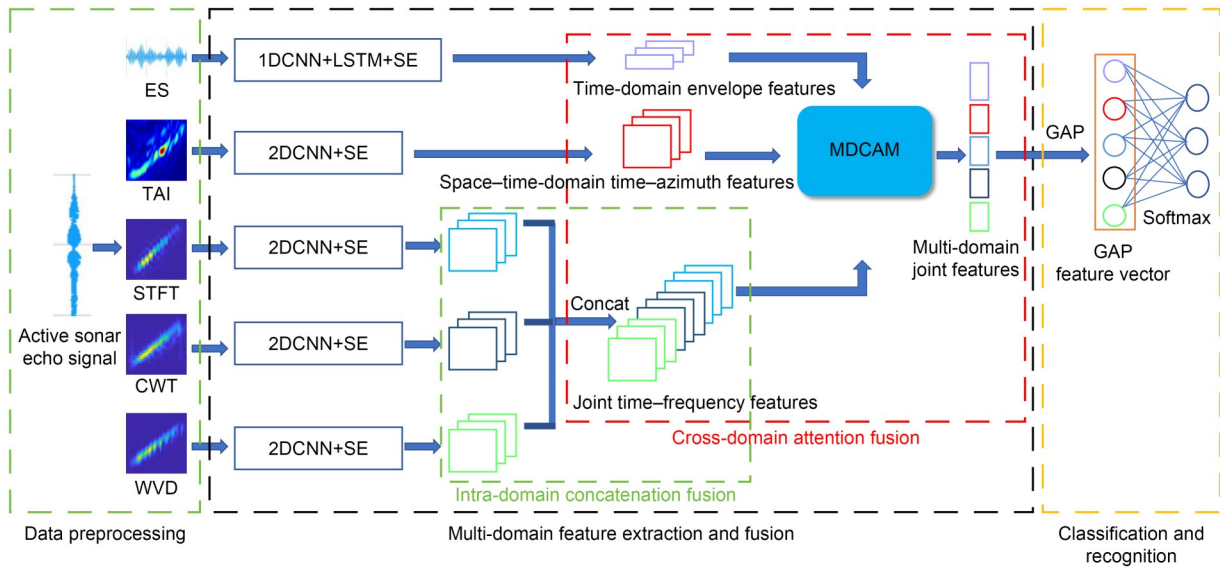 ES
1DCNN+LSTM+SE
Time-domain envelope features
TAI
2DCNN+SE
Space–time-domain time–azimuth features
MDCAM
GAP
Softmax
Multi-domain
joint features
GAP
feature vector
Active sonar
echo signal
STFT
2DCNN+SE
CWT
2DCNN+SE
WVD
2DCNN+SE
Concat
Joint time–frequency features
Cross-domain attention fusion
Intra-domain concatenation fusion
Data preprocessing
Multi-domain feature extraction and fusion
Classification and
recognition